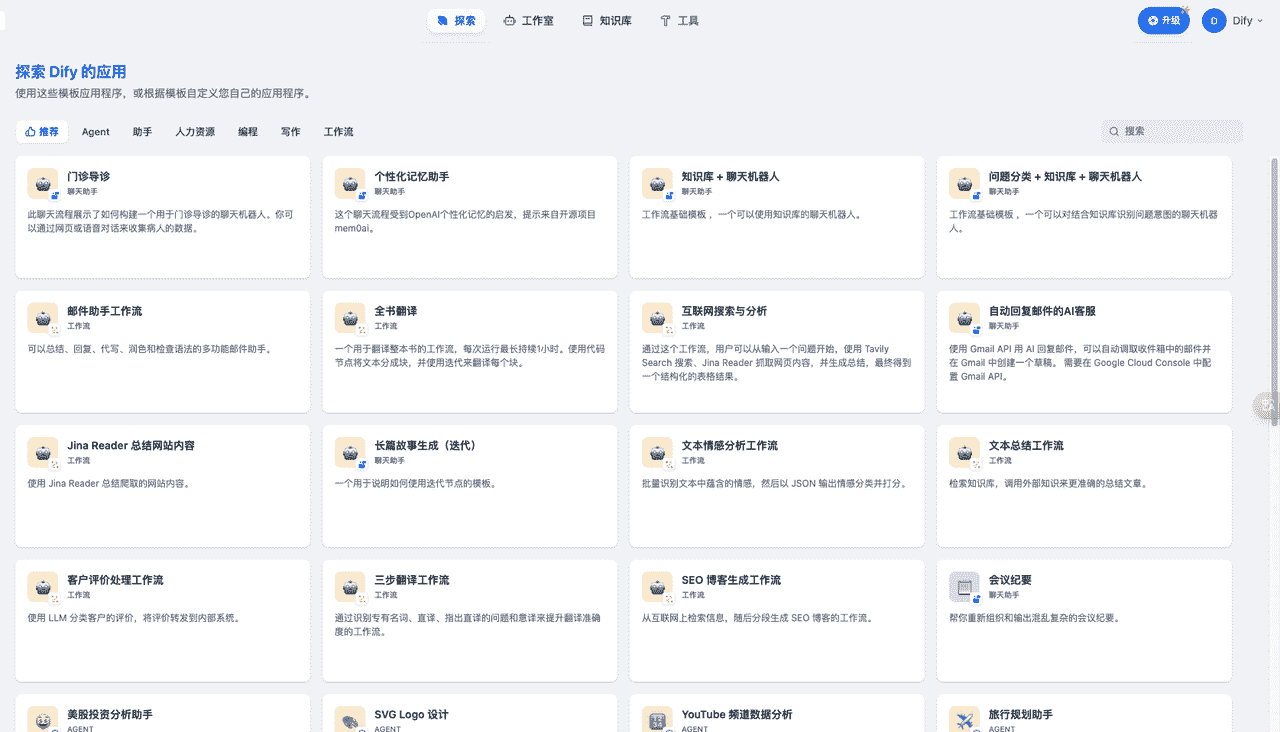 探索
工作室
知识库
工具
升级
D
Dify
探索 Dify 的应用
使用这些模板应用程序，或根据模板自定义您自己的应用程序。
推荐
Agent
助手
人力资源
编程
写作
工作流
搜索
门诊导诊
聊天助手
此聊天流程展示了如何构建一个用于门诊导诊的聊天机器人。你可
以通过网页或语音对话来收集病人的数据。
个性化记忆助手
聊天助手
这个聊天流程受到OpenAI个性化记忆的启发，提示来自开源项目
mem0ai。
知识库 + 聊天机器人
聊天助手
工作流基础模板 ，一个可以使用知识库的聊天机器人。
问题分类 + 知识库 + 聊天机器人
聊天助手
工作流基础模板 ，一个可以对结合知识库识别问题意图的聊天机器
人。
邮件助手工作流
工作流
可以总结、回复、代写、润色和检查语法的多功能邮件助手。
全书翻译
工作流
一个用于翻译整本书的工作流，每次运行最长持续1小时。使用代码
节点将文本分成块，并使用迭代来翻译每个块。
互联网搜索与分析
工作流
通过这个工作流，用户可以从输入一个问题开始，使用 Tavily
Search 搜索、Jina Reader 抓取网页内容，并生成总结，最终得到
一个结构化的表格结果。
自动回复邮件的AI客服
聊天助手
使用 Gmail API 用 AI 回复邮件，可以自动调取收件箱中的邮件并
在 Gmail 中创建一个草稿。 需要在 Google Cloud Console 中配
置 Gmail API。
Jina Reader 总结网站内容
工作流
使用 Jina Reader 总结爬取的网站内容。
长篇故事生成（迭代）
聊天助手
一个用于说明如何使用迭代节点的模板。
文本情感分析工作流
工作流
批量识别文本中蕴含的情感，然后以 JSON 输出情感分类并打分。
文本总结工作流
工作流
检索知识库，调用外部知识来更准确的总结文章。
客户评价处理工作流
工作流
使用 LLM 分类客户的评价，将评价转发到内部系统。
三步翻译工作流
工作流
通过识别专有名词、直译、指出直译的问题和意译来提升翻译准确
度的工作流。
SEO 博客生成工作流
工作流
从互联网上检索信息，随后分段生成 SEO 博客的工作流。
会议纪要
聊天助手
帮你重新组织和输出混乱复杂的会议纪要。
美股投资分析助手
AGENT
SVG Logo 设计
AGENT
YouTube 频道数据分析
AGENT
旅行规划助手
AGENT